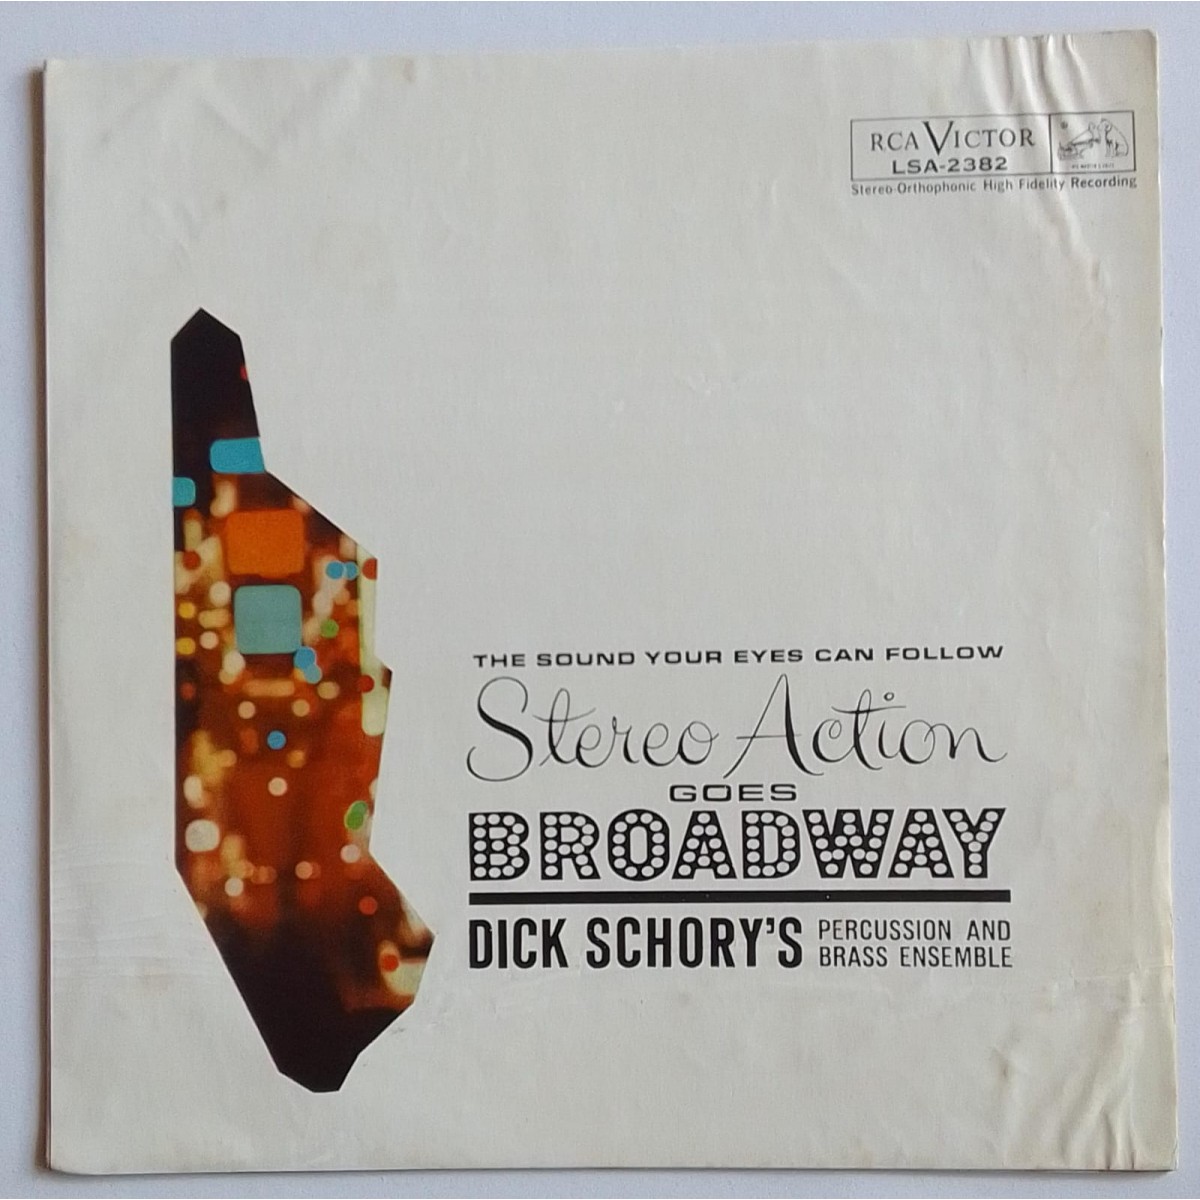 RCA VICTOR
LSA-2382
Stereo-Orthophonic High Fidelity Recording
THE SOUND YOUR EYES CAN FOLLOW
Stereo Action
GOES
BROADWAY
DICK SCHORY'S PERCUSSION AND
BRASS ENSEMBLE